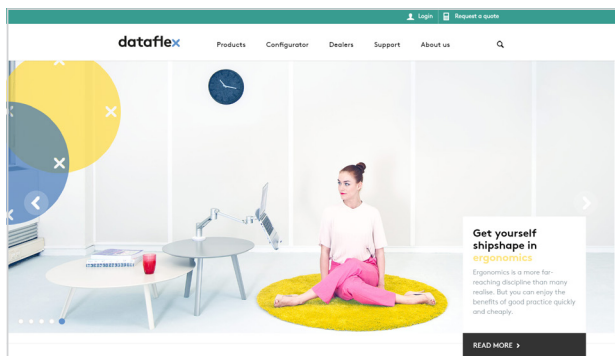 Login
Request a quote
dataflex
Products
Configurator
Dealers
Support
About us
Get yourself
shipshape in
ergonomics
Ergonomics is a more far-
reaching discipline than many
realise. But you can enjoy the
benefits of good practice quickly
and cheaply.
READ MORE